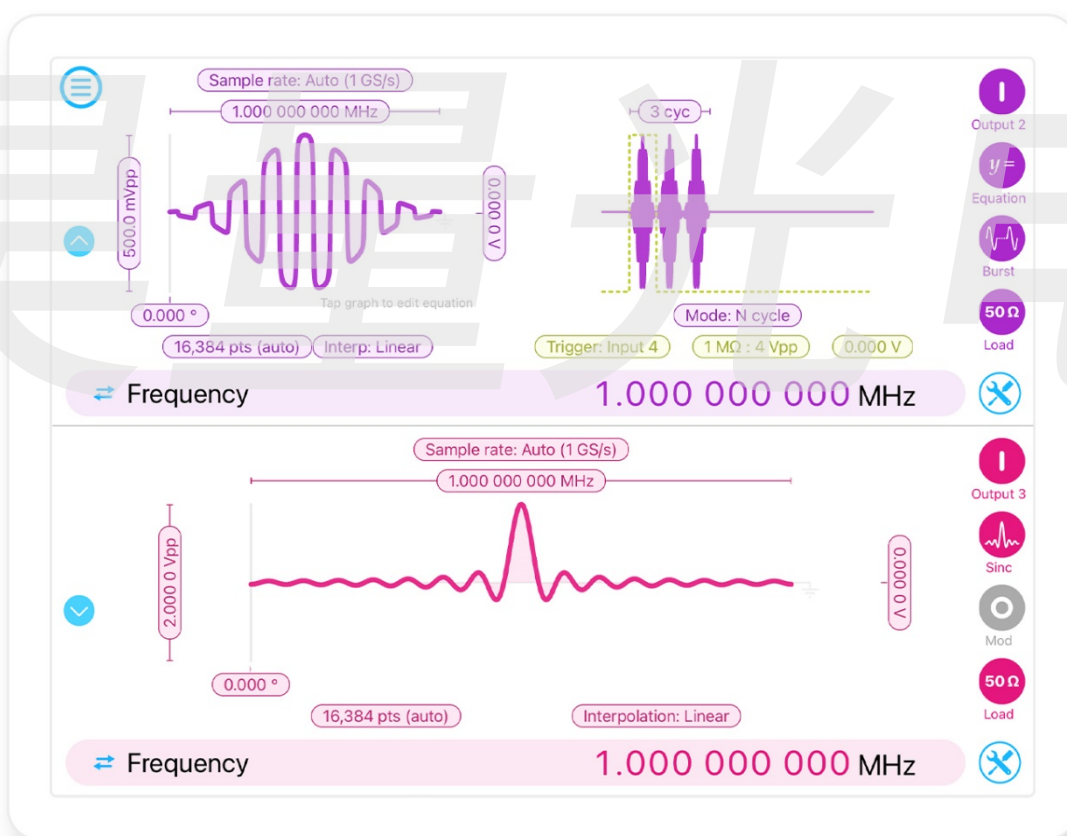 Sample rate: Auto (1 GS/s)
1.000 000 000 MHz
3 cyc
500.0 mVpp
0.000 0 V
Tap graph to edit equation
0.000 °
Mode: N cycle
16,384 pts (auto)
Interp: Linear
Trigger: Input 4
1 MΩ : 4 Vpp
0.000 V
Output 2
y=
Equation
Burst
50 Ω
Load
Frequency
1.000 000 000 MHz
Sample rate: Auto (1 GS/s)
1.000 000 000 MHz
2.000 0 Vpp
0.000 0 V
0.000 °
16,384 pts (auto)
Interpolation: Linear
Output 3
Sinc
Mod
50 Ω
Load
Frequency
1.000 000 000 MHz
星光